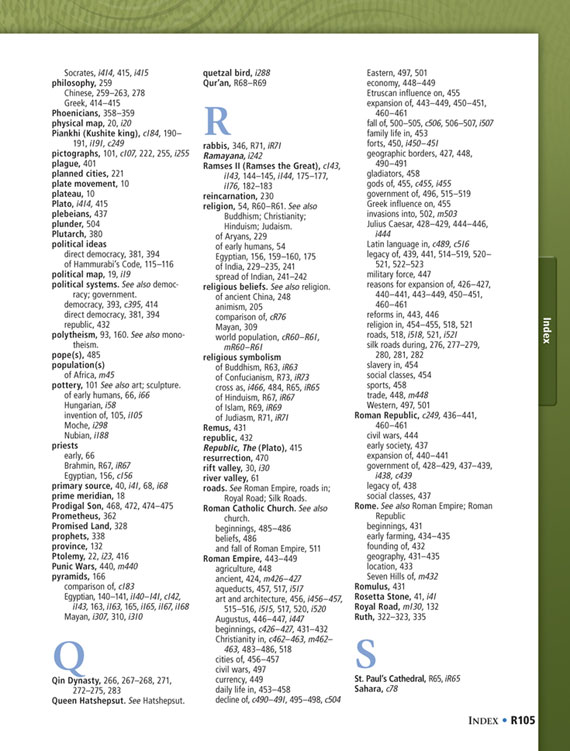 Socrates, i414, 415, i415
philosophy, 259
Chinese, 259–263, 278
Greek, 414–415
Phoenicians, 358–359
physical map, 20, i20
Piankhi (Kushite king), c184, 190–
191, i191, c249
pictographs, 101, c107, 222, 255, i255
plague, 401
planned cities, 221
plate movement, 10
plateau, 10
Plato, i414, 415
plebeians, 437
plunder, 504
Plutarch, 380
political ideas
direct democracy, 381, 394
of Hammurabi's Code, 115–116
political map, 19, i19
political systems. See also democ-
racy; government.
democracy, 393, c395, 414
direct democracy, 381, 394
republic, 432
polytheism, 93, 160. See also mono-
theism.
pope(s), 485
population(s)
of Africa, m45
pottery, 101 See also art; sculpture.
of early humans, 66, i66
Hungarian, i58
invention of, 105, i105
Moche, i298
Nubian, i188
priests
early, 66
Brahmin, R67, iR67
Egyptian, 156, c156
primary source, 40, i41, 68, i68
prime meridian, 18
Prodigal Son, 468, 472, 474–475
Prometheus, 362
Promised Land, 328
prophets, 338
province, 132
Ptolemy, 22, i23, 416
Punic Wars, 440, m440
pyramids, 166
comparison of, c183
Egyptian, 140–141, i140–i41, c142,
i143, 163, i163, 165, i165, i167, i168
Mayan, i307, 310, i310
Q
Qin Dynasty, 266, 267–268, 271,
272–275, 283
Queen Hatshepsut. See Hatshepsut.
quetzal bird, i288
Qur'an, R68–R69
R
rabbis, 346, R71, iR71
Ramayana, i242
Ramses II (Ramses the Great), c143,
i143, 144–145, i144, 175–177,
i176, 182–183
reincarnation, 230
religion, 54, R60–R61. See also
Buddhism; Christianity;
Hinduism; Judaism.
of Aryans, 229
of early humans, 54
Egyptian, 156, 159–160, 175
of India, 229–235, 241
spread of Indian, 241–242
religious beliefs. See also religion.
of ancient China, 248
animism, 205
comparison of, cR76
Mayan, 309
world population, cR60–R61,
mR60–R61
religious symbolism
of Buddhism, R63, iR63
of Confucianism, R73, iR73
cross as, i466, 484, R65, iR65
of Hinduism, R67, iR67
of Islam, R69, iR69
of Judiasm, R71, iR71
Remus, 431
republic, 432
Republic, The (Plato), 415
resurrection, 470
rift valley, 30, i30
river valley, 61
roads. See Roman Empire, roads in;
Royal Road; Silk Roads.
Roman Catholic Church. See also
church.
beginnings, 485–486
beliefs, 486
and fall of Roman Empire, 511
Roman Empire, 443–449
agriculture, 448
ancient, 424, m426–427
aqueducts, 457, 517, i517
art and architecture, 456, i456–457,
515–516, i515, 517, 520, i520
Augustus, 446–447, i447
beginnings, c426–427, 431–432
Christianity in, c462–463, m462–
463, 483–486, 518
cities of, 456–457
civil wars, 497
currency, 449
daily life in, 453–458
decline of, c490–491, 495–498, c504
Eastern, 497, 501
economy, 448–449
Etruscan influence on, 455
expansion of, 443–449, 450–451,
460–461
fall of, 500–505, c506, 506–507, i507
family life in, 453
forts, 450, i450–451
geographic borders, 427, 448,
490–491
gladiators, 458
gods of, 455, c455, i455
government of, 496, 515–519
Greek influence on, 455
invasions into, 502, m503
Julius Caesar, 428–429, 444–446,
i444
Latin language in, c489, c516
legacy of, 439, 441, 514–519, 520–
521, 522–523
military force, 447
reasons for expansion of, 426–427,
440–441, 443–449, 450–451,
460–461
reforms in, 443, 446
religion in, 454–455, 518, 521
roads, 518, i518, 521, i521
silk roads during, 276, 277–279,
280, 281, 282
slavery in, 454
social classes, 454
sports, 458
trade, 448, m448
Western, 497, 501
Roman Republic, c249, 436–441,
460–461
civil wars, 444
early society, 437
expansion of, 440–441
government of, 428–429, 437–439,
i438, c439
legacy of, 438
social classes, 437
Rome. See also Roman Empire; Roman
Republic
beginnings, 431
early farming, 434–435
founding of, 432
geography, 431–435
location, 433
Seven Hills of, m432
Romulus, 431
Rosetta Stone, 41, i41
Royal Road, m130, 132
Ruth, 322–323, 335
S
St. Paul's Cathedral, R65, iR65
Sahara, c78
Index
INDEX • R105